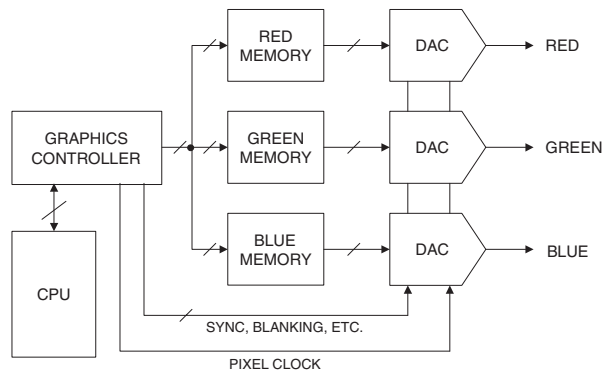 RED
MEMORY
DAC
RED
GRAPHICS
CONTROLLER
GREEN
MEMORY
DAC
GREEN
BLUE
MEMORY
DAC
BLUE
CPU
SYNC, BLANKING, ETC.
PIXEL CLOCK